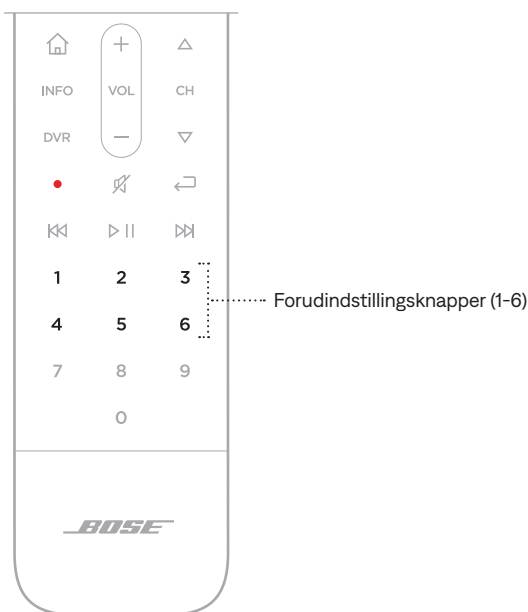 INFO VOL CH
DVR
1 2 3
Forudindstillingsknapper (1-6)
4 5 6
7 8 9
0
BOSE